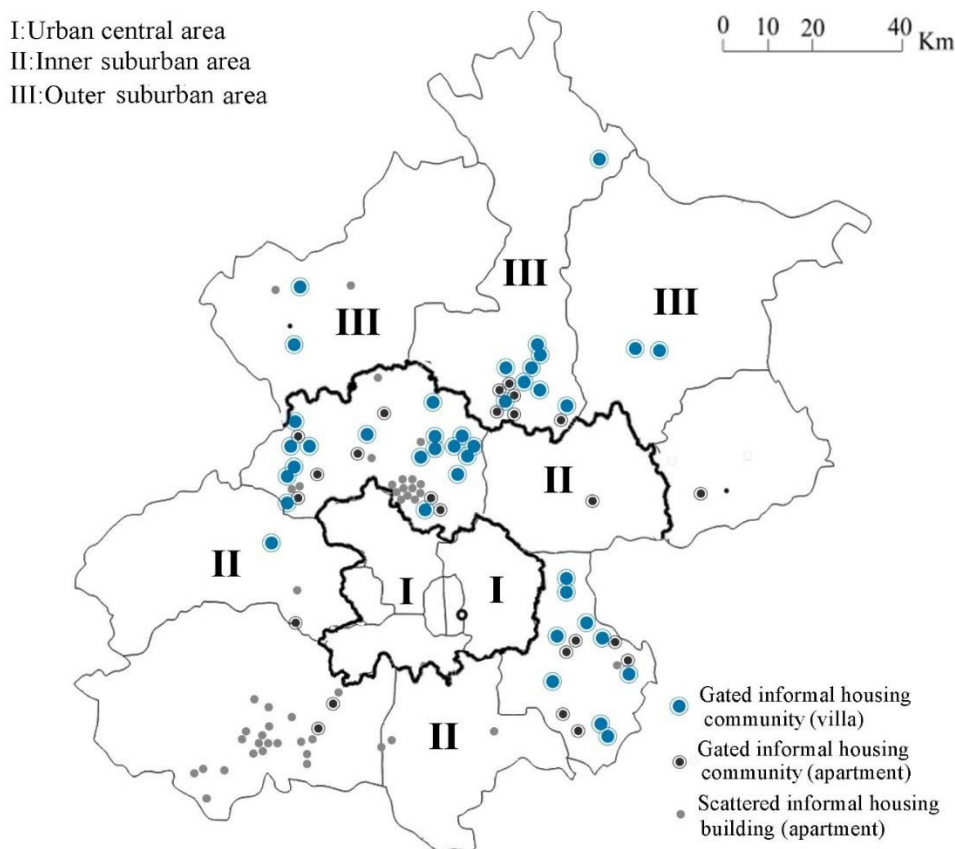 I:Urban central area
II:Inner suburban area
III:Outer suburban area
0 10 20 40 Km
III
III
III
II
II
I
I
II
Gated informal housing
community (villa)
Gated informal housing
community (apartment)
Scattered informal housing
building (apartment)